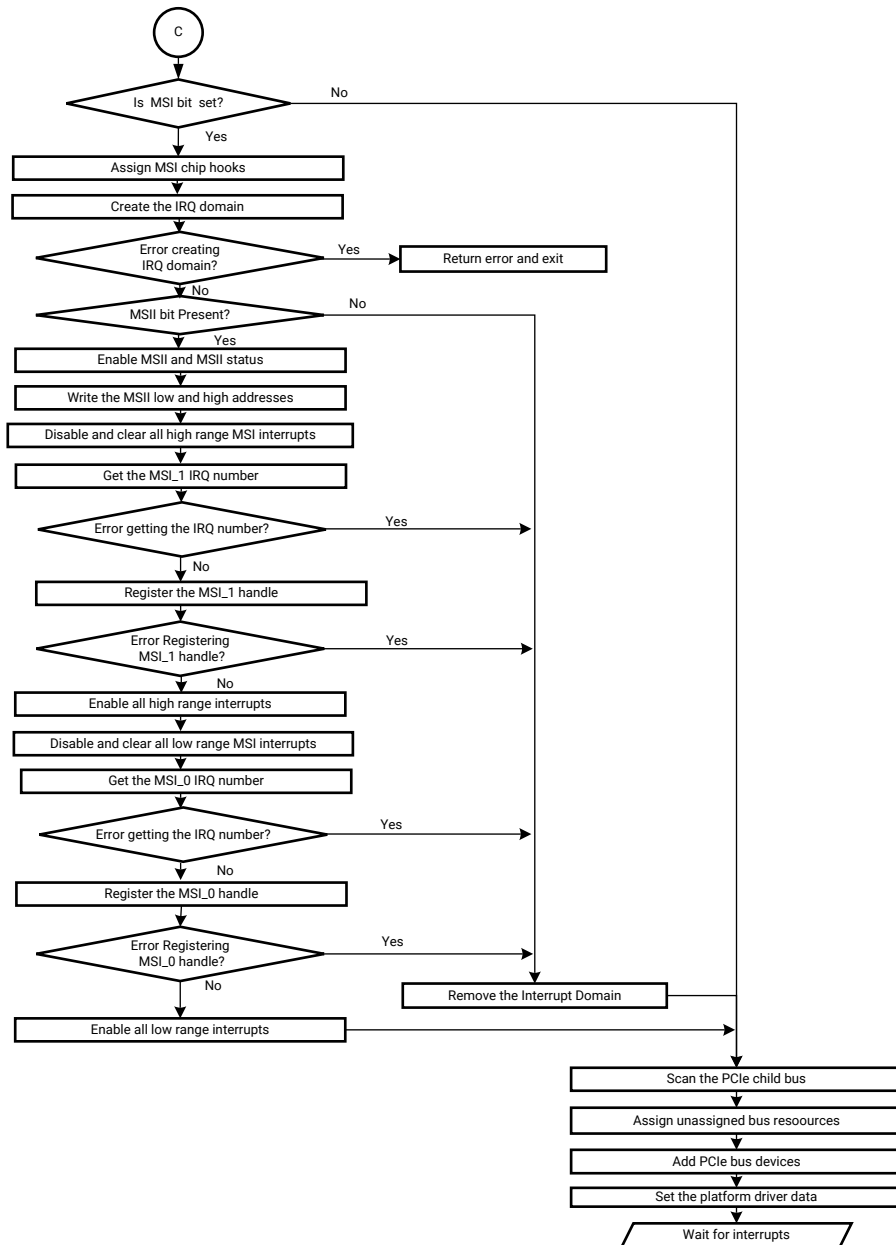 C
Is MSI bit set?
No
Yes
Assign MSI chip hooks
Create the IRQ domain
Error creating
IRQ domain?
Yes
Return error and exit
No
MSII bit Present?
No
Yes
Enable MSII and MSII status
Write the MSII low and high addresses
Disable and clear all high range MSI interrupts
Get the MSI_1 IRQ number
Error getting the IRQ number?
Yes
No
Register the MSI_1 handle
Error Registering
MSI_1 handle?
Yes
No
Enable all high range interrupts
Disable and clear all low range MSI interrupts
Get the MSI_0 IRQ number
Error getting the IRQ number?
Yes
No
Register the MSI_0 handle
Error Registering
MSI_0 handle?
Yes
No
Remove the Interrupt Domain
Enable all low range interrupts
Scan the PCIe child bus
Assign unassigned bus resoources
Add PCIe bus devices
Set the platform driver data
Wait for interrupts